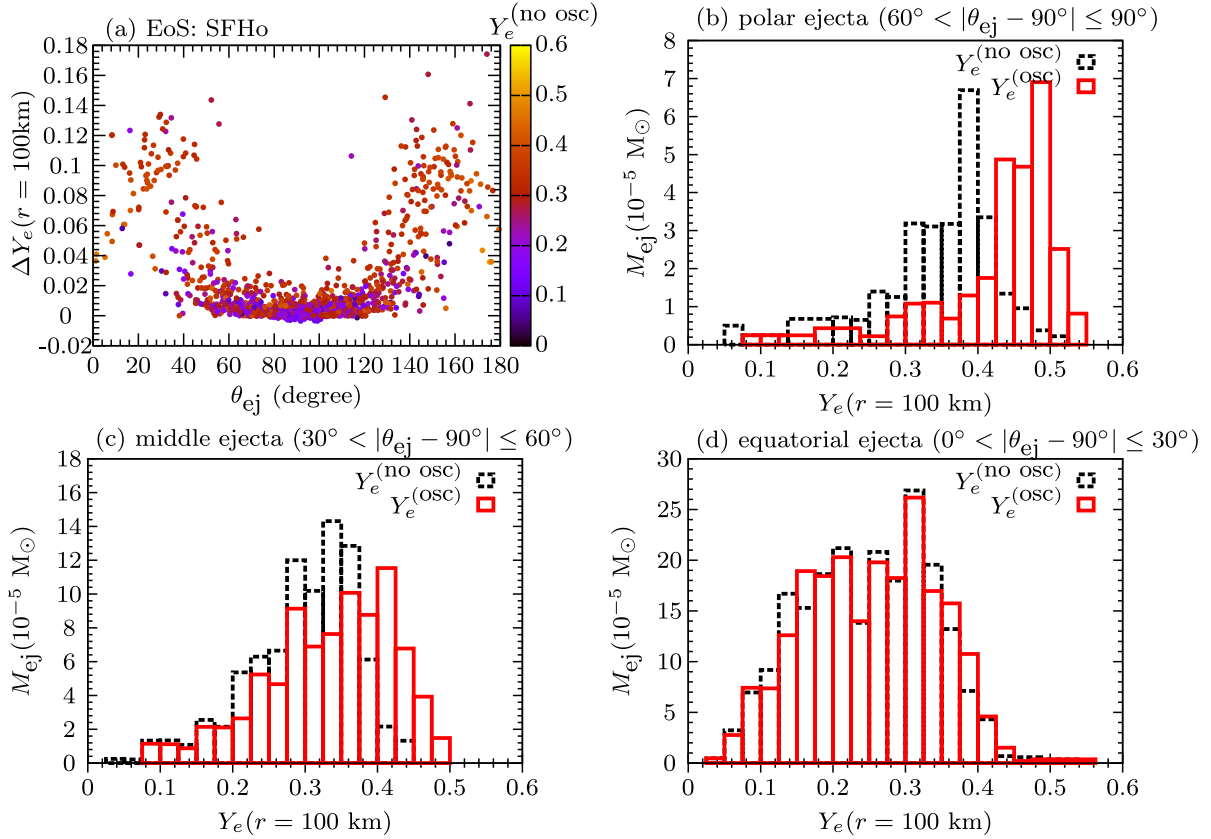 (a) EoS: SFHo
Y_e^(no osc)
0.18
0.16
0.14
0.12
0.1
0.08
0.06
0.04
0.02
0
-0.02
ΔY_e(r = 100km)
0 20 40 60 80 100 120 140 160 180
θ_ej (degree)
0.6
0.5
0.4
0.3
0.2
0.1
0
(b) polar ejecta (60° < |θ_ej − 90°| ≤ 90°)
Y_e^(no osc)
Y_e^(osc)
8
7
6
5
4
3
2
1
0
M_ej(10^−5 M_⊙)
0 0.1 0.2 0.3 0.4 0.5 0.6
Y_e(r = 100 km)
(c) middle ejecta (30° < |θ_ej − 90°| ≤ 60°)
Y_e^(no osc)
Y_e^(osc)
18
16
14
12
10
8
6
4
2
0
M_ej(10^−5 M_⊙)
0 0.1 0.2 0.3 0.4 0.5 0.6
Y_e(r = 100 km)
(d) equatorial ejecta (0° < |θ_ej − 90°| ≤ 30°)
Y_e^(no osc)
Y_e^(osc)
30
25
20
15
10
5
0
M_ej(10^−5 M_⊙)
0 0.1 0.2 0.3 0.4 0.5 0.6
Y_e(r = 100 km)